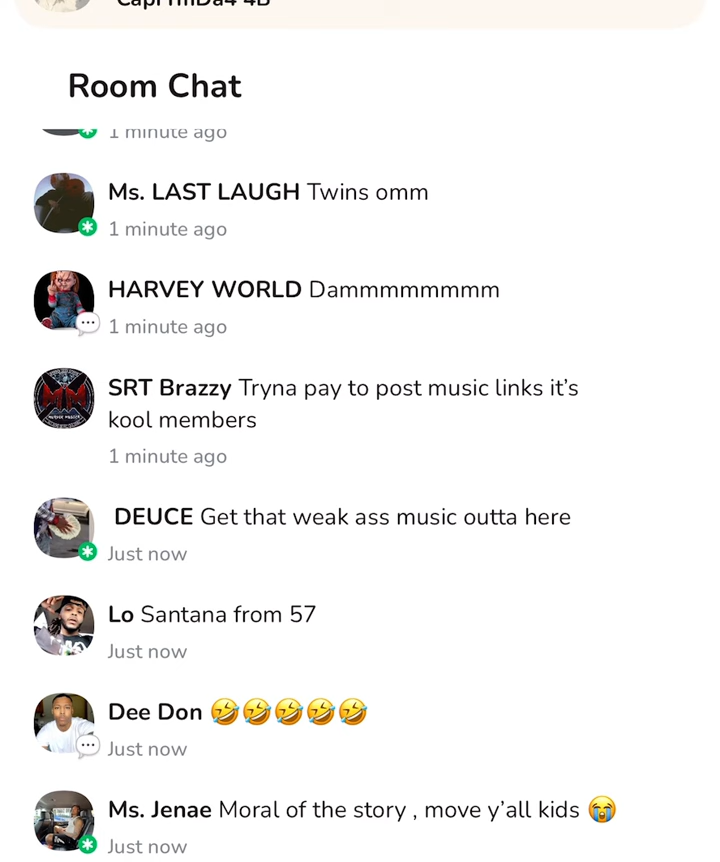 Room Chat
1 minute ago
Ms. LAST LAUGH Twins omm
1 minute ago
HARVEY WORLD Dammmmmmmm
1 minute ago
SRT Brazzy Tryna pay to post music links it’s
kool members
1 minute ago
DEUCE Get that weak ass music outta here
Just now
Lo Santana from 57
Just now
Dee Don 🤣🤣🤣🤣🤣
Just now
Ms. Jenae Moral of the story , move y’all kids 😭
Just now